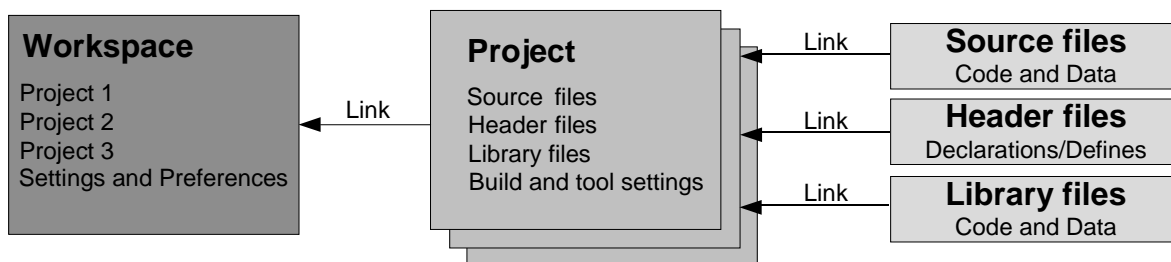 Workspace
Project 1
Project 2
Project 3
Settings and Preferences
Link
Project
Source files
Header files
Library files
Build and tool settings
Link
Source files
Code and Data
Link
Header files
Declarations/Defines
Link
Library files
Code and Data